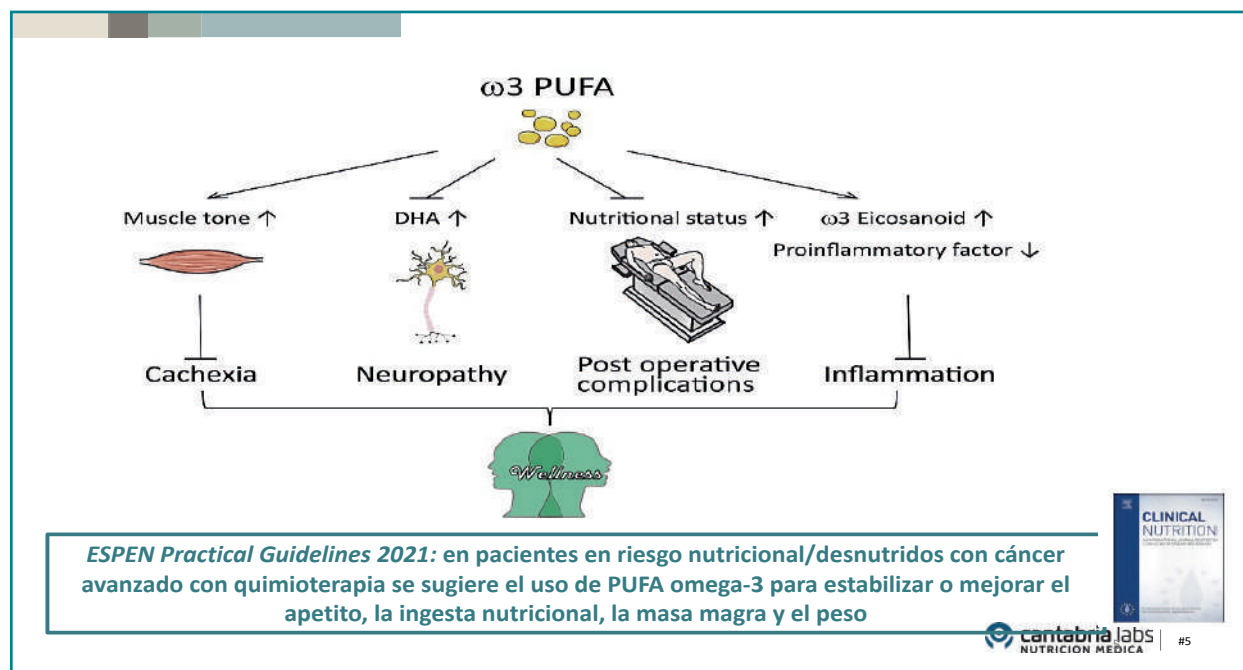 ω3 PUFA
Muscle tone ↑
DHA ↑
Nutritional status ↑
ω3 Eicosanoid ↑
Proinflammatory factor ↓
Cachexia
Neuropathy
Post operative
complications
Inflammation
Wellness
CLINICAL
NUTRITION
ESPEN Practical Guidelines 2021: en pacientes en riesgo nutricional/desnutridos con cáncer
avanzado con quimioterapia se sugiere el uso de PUFA omega-3 para estabilizar o mejorar el
apetito, la ingesta nutricional, la masa magra y el peso
cantabria labs
NUTRICION MEDICA
#5